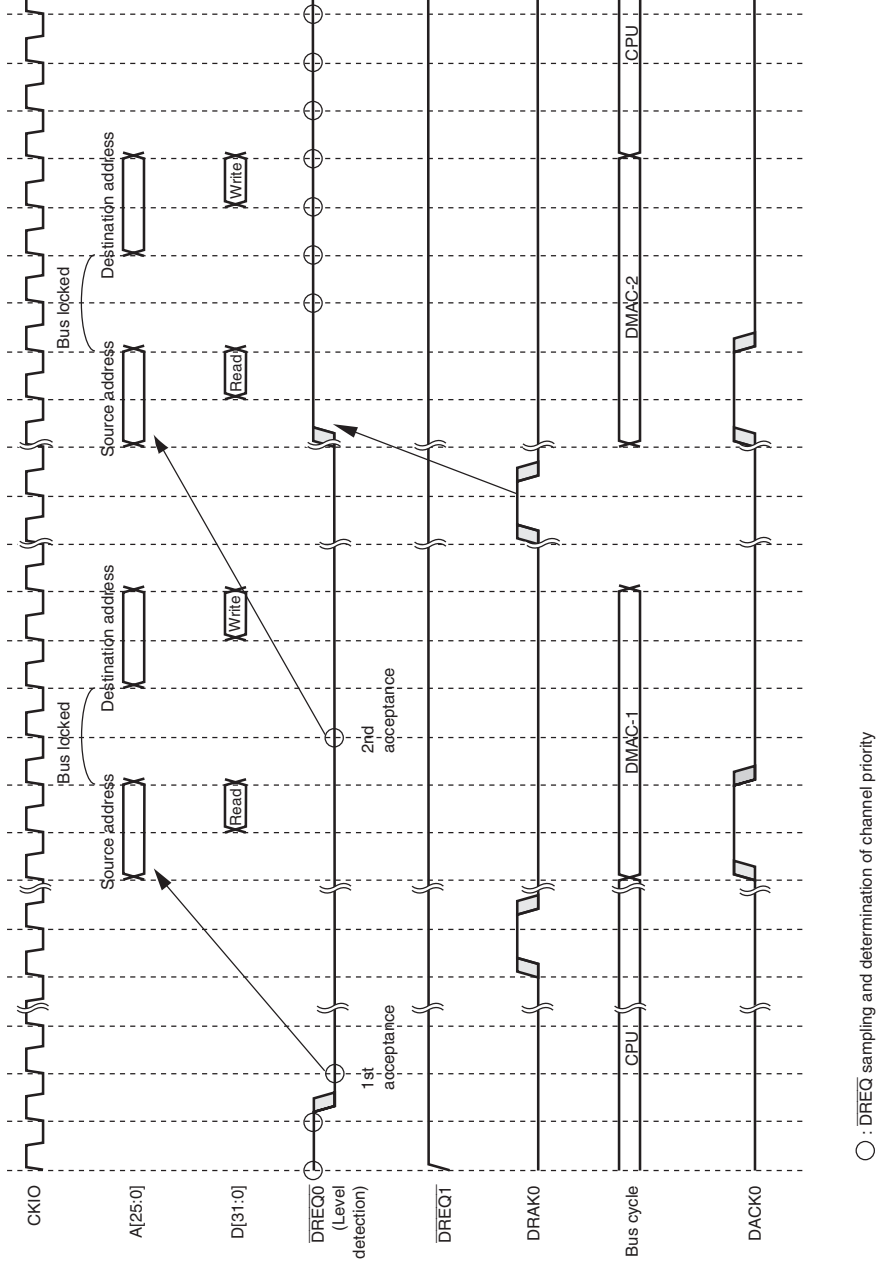 CKIO
Bus locked
Bus locked
Source address
Destination address
Source address
Destination address
A[25:0]
D[31:0]
Read
Write
Read
Write
DREQ0
(Level
detection)
1st
acceptance
2nd
acceptance
DREQ1
DRAK0
Bus cycle
CPU
DMAC-1
DMAC-2
CPU
DACK0
: DREQ sampling and determination of channel priority